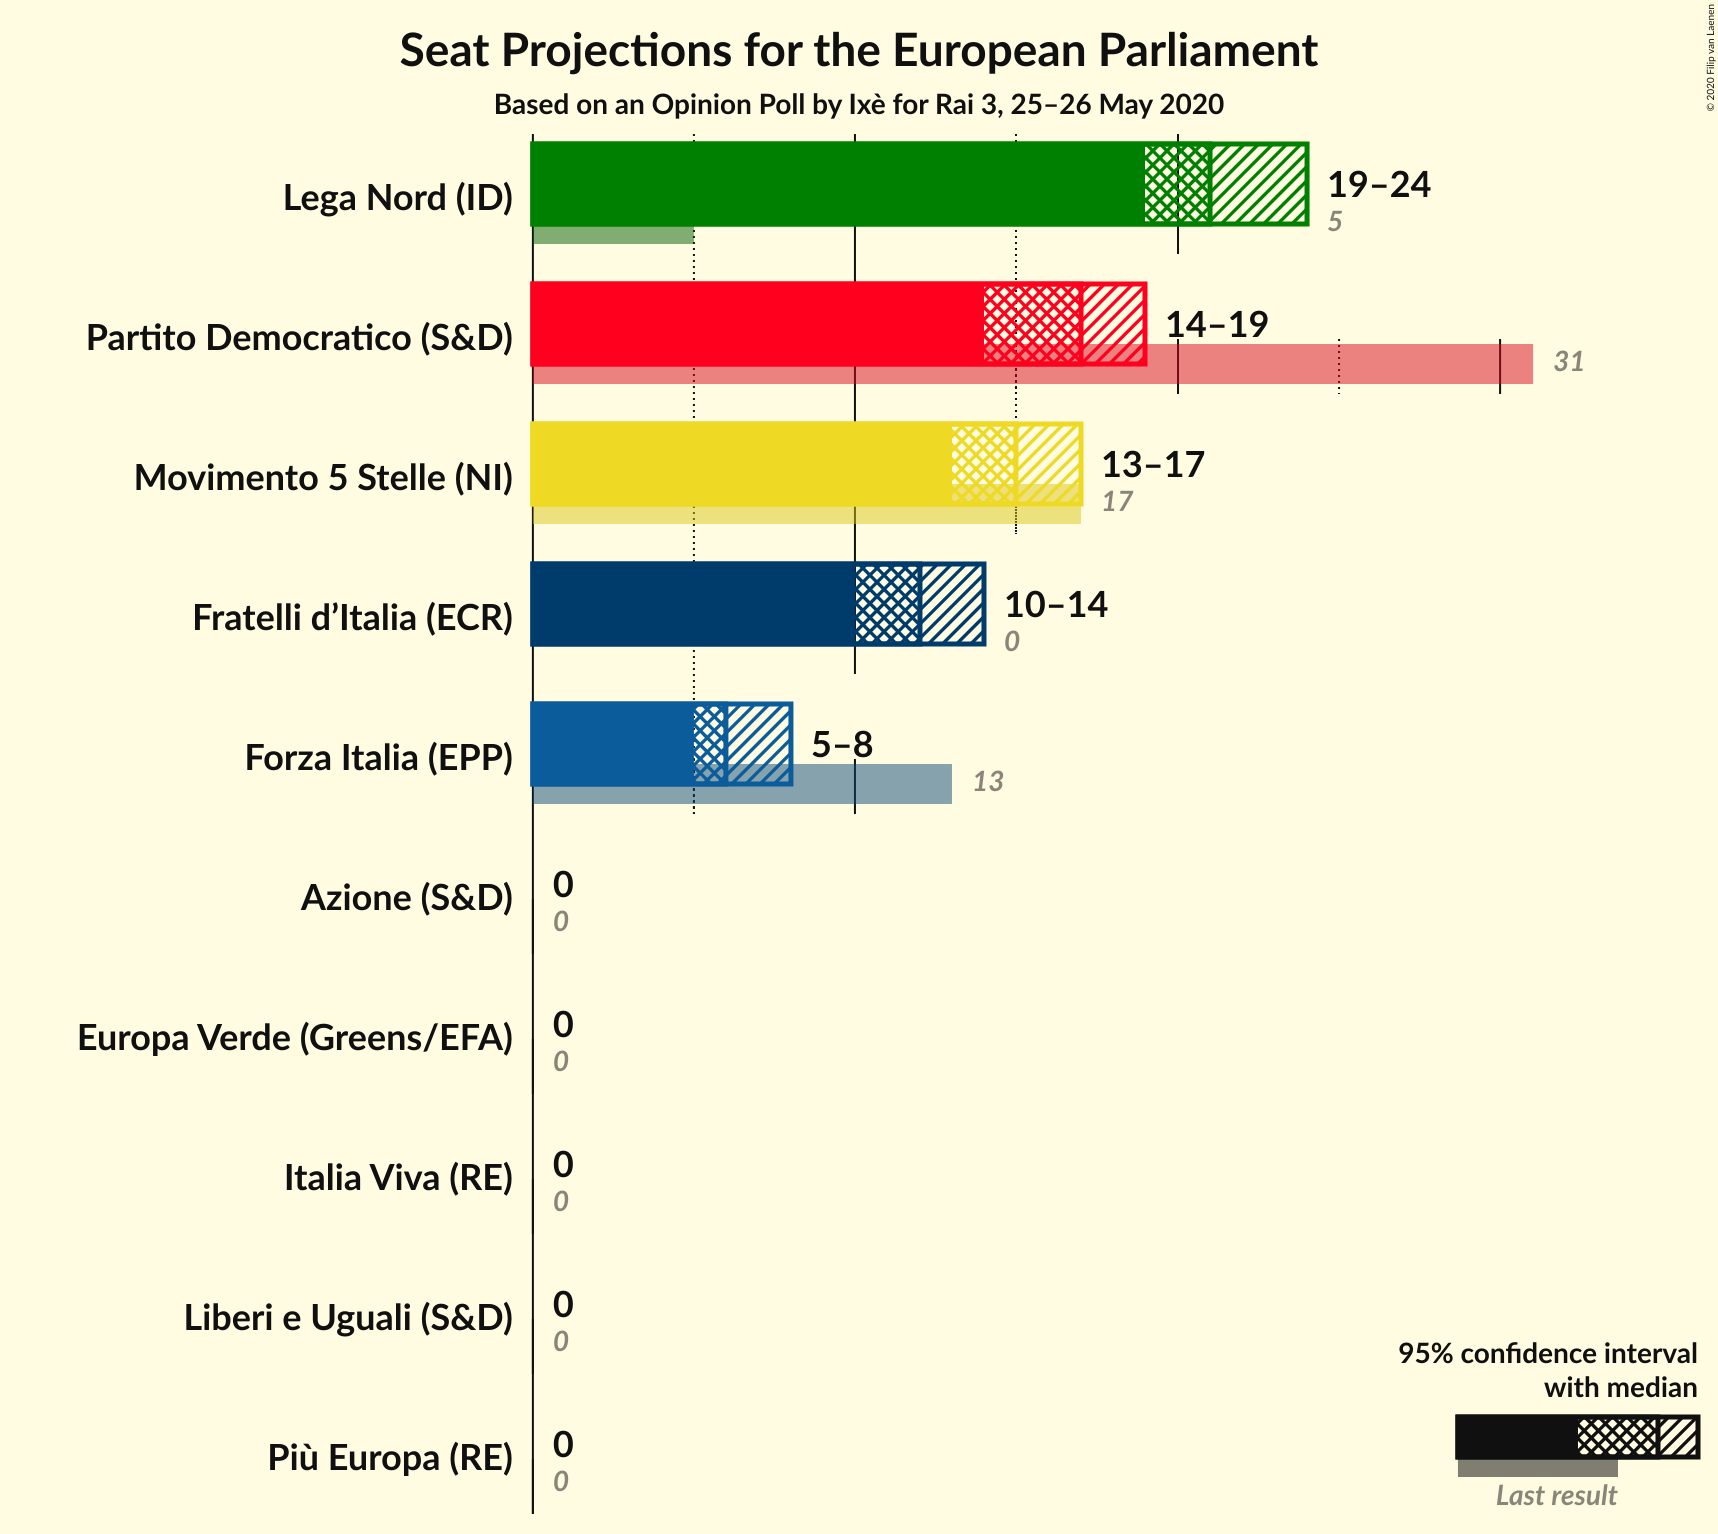 Seat Projections for the European Parliament
Based on an Opinion Poll by Ixè for Rai 3, 25–26 May 2020
© 2020 Filip van Laenen
Lega Nord (ID)
19–24
5
Partito Democratico (S&D)
14–19
31
Movimento 5 Stelle (NI)
13–17
17
Fratelli d’Italia (ECR)
10–14
0
Forza Italia (EPP)
5–8
13
Azione (S&D)
0
0
Europa Verde (Greens/EFA)
0
0
Italia Viva (RE)
0
0
Liberi e Uguali (S&D)
0
0
Più Europa (RE)
0
0
95% confidence interval
with median
Last result